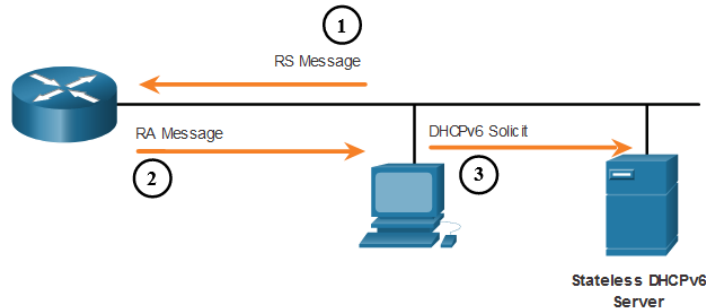 1
RS Message
RA Message
2
DHCPv6 Solicit
3
Stateless DHCPv6
Server